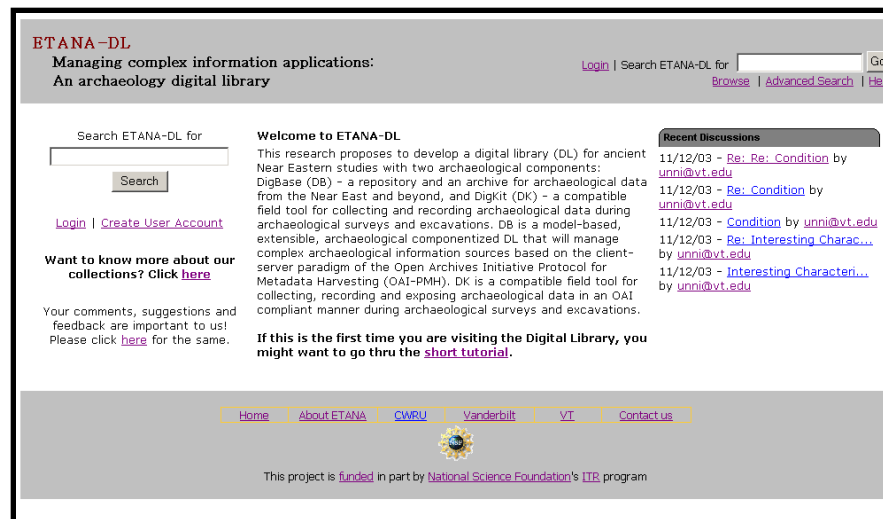 ETANA-DL
Managing complex information applications:
An archaeology digital library
Login | Search ETANA-DL for
Go
Browse | Advanced Search | He
Search ETANA-DL for
Search
Login | Create User Account
Want to know more about our
collections? Click here
Your comments, suggestions and
feedback are important to us!
Please click here for the same.
Welcome to ETANA-DL
This research proposes to develop a digital library (DL) for ancient
Near Eastern studies with two archaeological components:
DigBase (DB) - a repository and an archive for archaeological data
from the Near East and beyond, and DigKit (DK) - a compatible
field tool for collecting and recording archaeological data during
archaeological surveys and excavations. DB is a model-based,
extensible, archaeological componentized DL that will manage
complex archaeological information sources based on the client-
server paradigm of the Open Archives Initiative Protocol for
Metadata Harvesting (OAI-PMH). DK is a compatible field tool for
collecting, recording and exposing archaeological data in an OAI
compliant manner during archaeological surveys and excavations.
If this is the first time you are visiting the Digital Library, you
might want to go thru the short tutorial.
Recent Discussions
11/12/03 - Re: Re: Condition by
unni@vt.edu
11/12/03 - Re: Condition by
unni@vt.edu
11/12/03 - Condition by unni@vt.edu
11/12/03 - Re: Interesting Charac...
by unni@vt.edu
11/12/03 - Interesting Characteri...
by unni@vt.edu
Home About ETANA CWRU Vanderbilt VT Contact us
NSF
This project is funded in part by National Science Foundation's ITR program